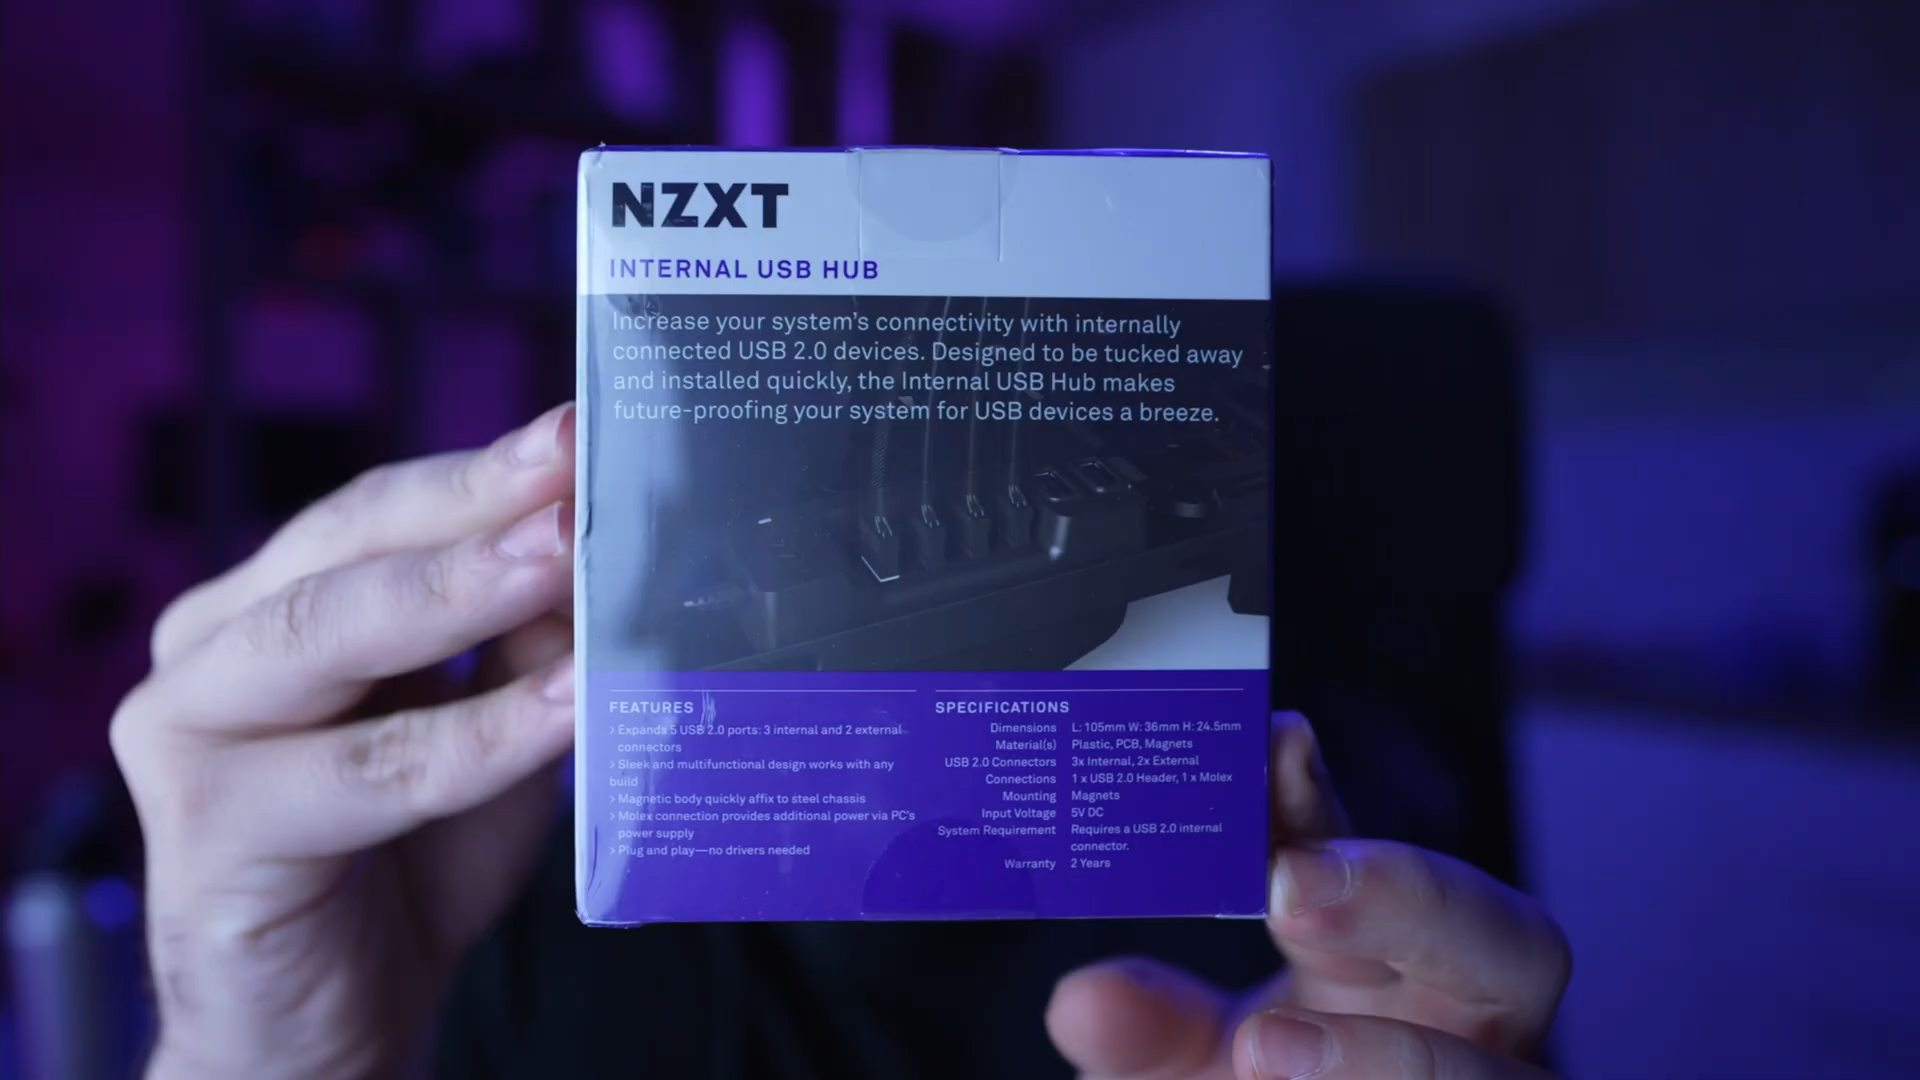 NZXT
INTERNAL USB HUB
Increase your system's connectivity with internally
connected USB 2.0 devices. Designed to be tucked away
and installed quickly, the Internal USB Hub makes
future-proofing your system for USB devices a breeze.
FEATURES
› Expands 5 USB 2.0 ports: 3 internal and 2 external
connectors
› Sleek and multifunctional design works with any
build
› Magnetic body quickly affix to steel chassis
› Molex connection provides additional power via PC's
power supply
› Plug and play—no drivers needed
SPECIFICATIONS
Dimensions L: 105mm W: 36mm H: 24.5mm
Material(s) Plastic, PCB, Magnets
USB 2.0 Connectors 3x Internal, 2x External
Connections 1 x USB 2.0 Header, 1 x Molex
Mounting Magnets
Input Voltage 5V DC
System Requirement Requires a USB 2.0 internal
connector.
Warranty 2 Years